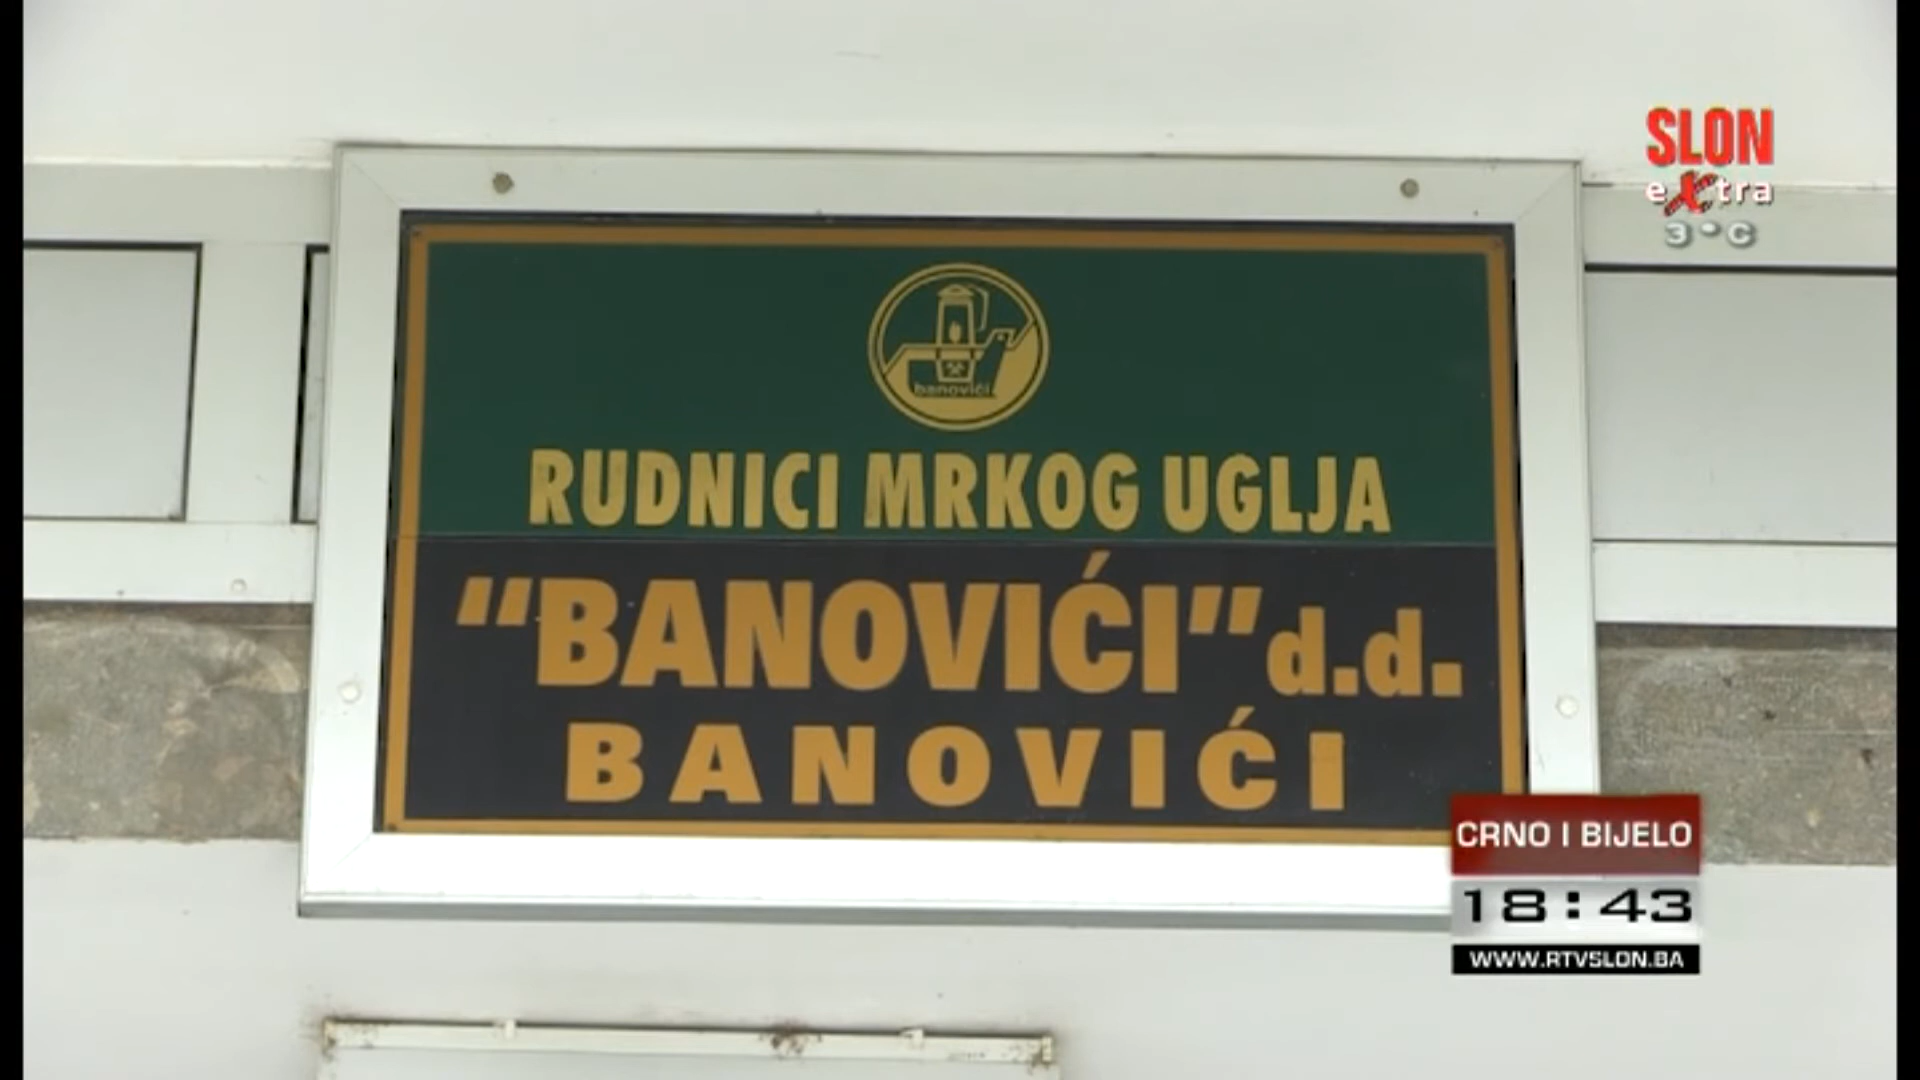 SLON
extra
3°C
banovići
RUDNICI MRKOG UGLJA
"BANOVIĆI" d.d.
BANOVIĆI
CRNO I BIJELO
18:43
WWW.RTVSLON.BA